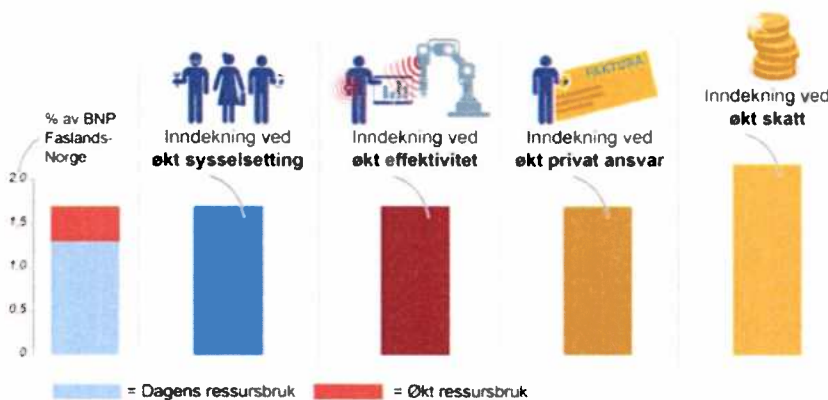 % av BNP
Faslands-
Norge
2.0
1,5
1.0
0.5
0
Inndekning ved
økt sysselsetting
Inndekning ved
økt effektivitet
FAKTURA
Inndekning ved
økt privat ansvar
Inndekning ved
økt skatt
= Dagens ressursbruk
= Økt ressursbruk